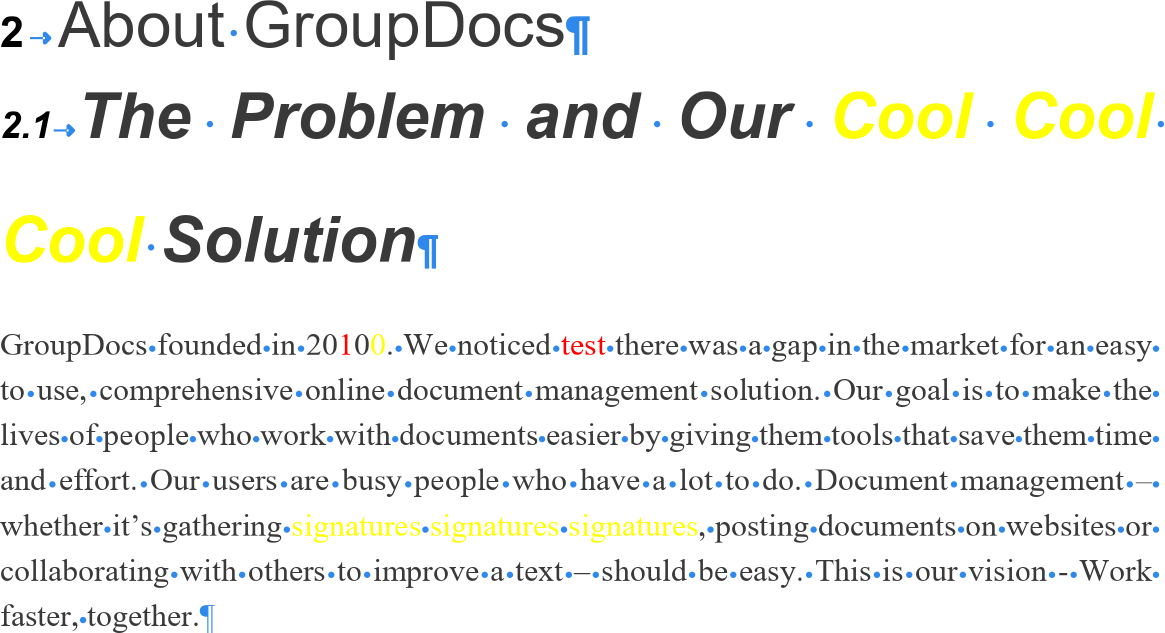 2 About GroupDocs
2.1 The Problem and Our Cool Cool
Cool Solution
GroupDocs founded in 20100. We noticed test there was a gap in the market for an easy
to use, comprehensive online document management solution. Our goal is to make the
lives of people who work with documents easier by giving them tools that save them time
and effort. Our users are busy people who have a lot to do. Document management –
whether it’s gathering signatures signatures signatures, posting documents on websites or
collaborating with others to improve a text – should be easy. This is our vision - Work
faster, together.